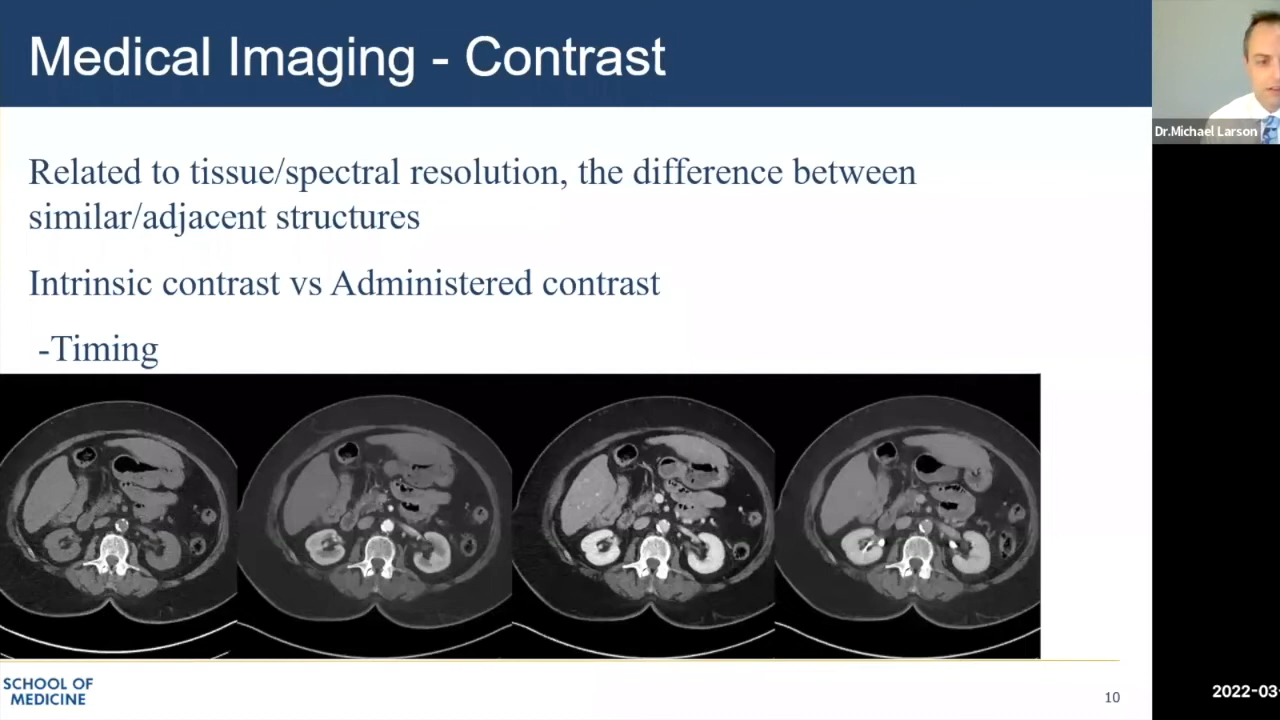 Medical Imaging - Contrast
Dr.Michael Larson
Related to tissue/spectral resolution, the difference between
similar/adjacent structures
Intrinsic contrast vs Administered contrast
-Timing
SCHOOL OF
MEDICINE
10
2022-03-